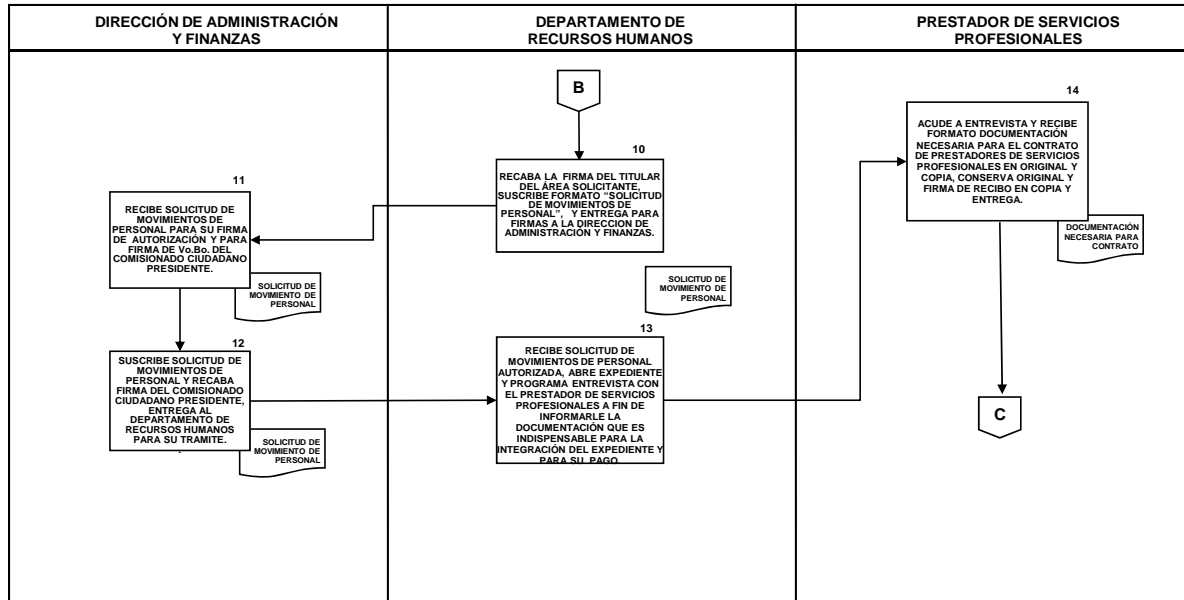 DIRECCIÓN DE ADMINISTRACIÓN
Y FINANZAS
DEPARTAMENTO DE
RECURSOS HUMANOS
PRESTADOR DE SERVICIOS
PROFESIONALES
B
10
RECABA LA FIRMA DEL TITULAR
DEL ÁREA SOLICITANTE,
SUSCRIBE FORMATO “SOLICITUD
DE MOVIMIENTOS DE
PERSONAL”, Y ENTREGA PARA
FIRMAS A LA DIRECCION DE
ADMINISTRACIÓN Y FINANZAS.
SOLICITUD DE
MOVIMIENTO DE
PERSONAL
11
RECIBE SOLICITUD DE
MOVIMIENTOS DE
PERSONAL PARA SU FIRMA
DE AUTORIZACIÓN Y PARA
FIRMA DE Vo.Bo. DEL
COMISIONADO CIUDADANO
PRESIDENTE.
SOLICITUD DE
MOVIMIENTO DE
PERSONAL
12
SUSCRIBE SOLICITUD DE
MOVIMIENTOS DE
PERSONAL Y RECABA
FIRMA DEL COMISIONADO
CIUDADANO PRESIDENTE,
ENTREGA AL
DEPARTAMENTO DE
RECURSOS HUMANOS
PARA SU TRAMITE.
.
SOLICITUD DE
MOVIMIENTO DE
PERSONAL
13
RECIBE SOLICITUD DE
MOVIMIENTOS DE PERSONAL
AUTORIZADA, ABRE EXPEDIENTE
Y PROGRAMA ENTREVISTA CON
EL PRESTADOR DE SERVICIOS
PROFESIONALES A FIN DE
INFORMARLE LA
DOCUMENTACIÓN QUE ES
INDISPENSABLE PARA LA
INTEGRACIÓN DEL EXPEDIENTE Y
PARA SU PAGO.
14
ACUDE A ENTREVISTA Y RECIBE
FORMATO DOCUMENTACIÓN
NECESARIA PARA EL CONTRATO
DE PRESTADORES DE SERVICIOS
PROFESIONALES EN ORIGINAL Y
COPIA, CONSERVA ORIGINAL Y
FIRMA DE RECIBO EN COPIA Y
ENTREGA.
DOCUMENTACIÓN
NECESARIA PARA
CONTRATO
C